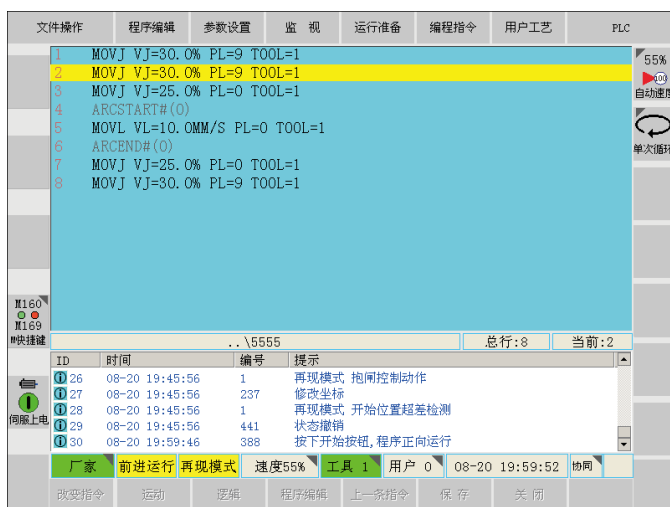 文件操作 程序编辑 参数设置 监 视 运行准备 编程指令 用户工艺 PLC
1 MOVJ VJ=30.0% PL=9 TOOL=1
2 MOVJ VJ=30.0% PL=9 TOOL=1
3 MOVJ VJ=25.0% PL=0 TOOL=1
4 ARCSTART#(0)
5 MOVL VL=10.0MM/S PL=0 TOOL=1
6 ARCEND#(0)
7 MOVJ VJ=25.0% PL=0 TOOL=1
8 MOVJ VJ=30.0% PL=9 TOOL=1
55%
100
自动速度
单次循环
M160
M169
M快捷键
..\5555 总行:8 当前:2
ID 时间 编号 提示
26 08-20 19:45:56 1 再现模式 抱闸控制动作
27 08-20 19:45:56 237 修改坐标
28 08-20 19:45:56 1 再现模式 开始位置超差检测
29 08-20 19:45:56 441 状态撤销
30 08-20 19:59:46 388 按下开始按钮,程序正向运行
伺服上电
厂家 前进运行 再现模式 速度55% 工具 1 用户 0 08-20 19:59:52 协同
改变指令 运动 逻辑 程序编辑 上一条指令 保 存 关 闭